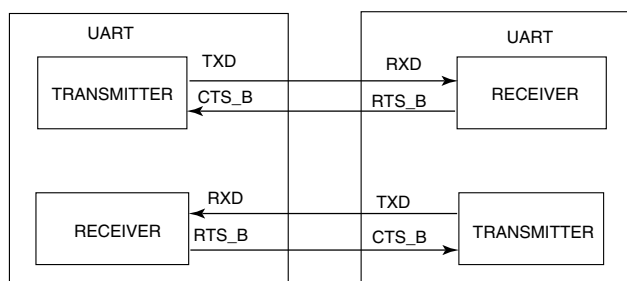 UART
UART
TXD
RXD
TRANSMITTER
CTS_B
RTS_B
RECEIVER
RXD
TXD
RECEIVER
RTS_B
CTS_B
TRANSMITTER